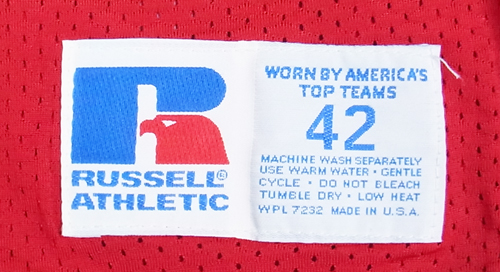 RUSSELL®
ATHLETIC
WORN BY AMERICA'S
TOP TEAMS
42
MACHINE WASH SEPARATELY
USE WARM WATER • GENTLE
CYCLE • DO NOT BLEACH
TUMBLE DRY • LOW HEAT
WPL 7232 MADE IN U.S.A.